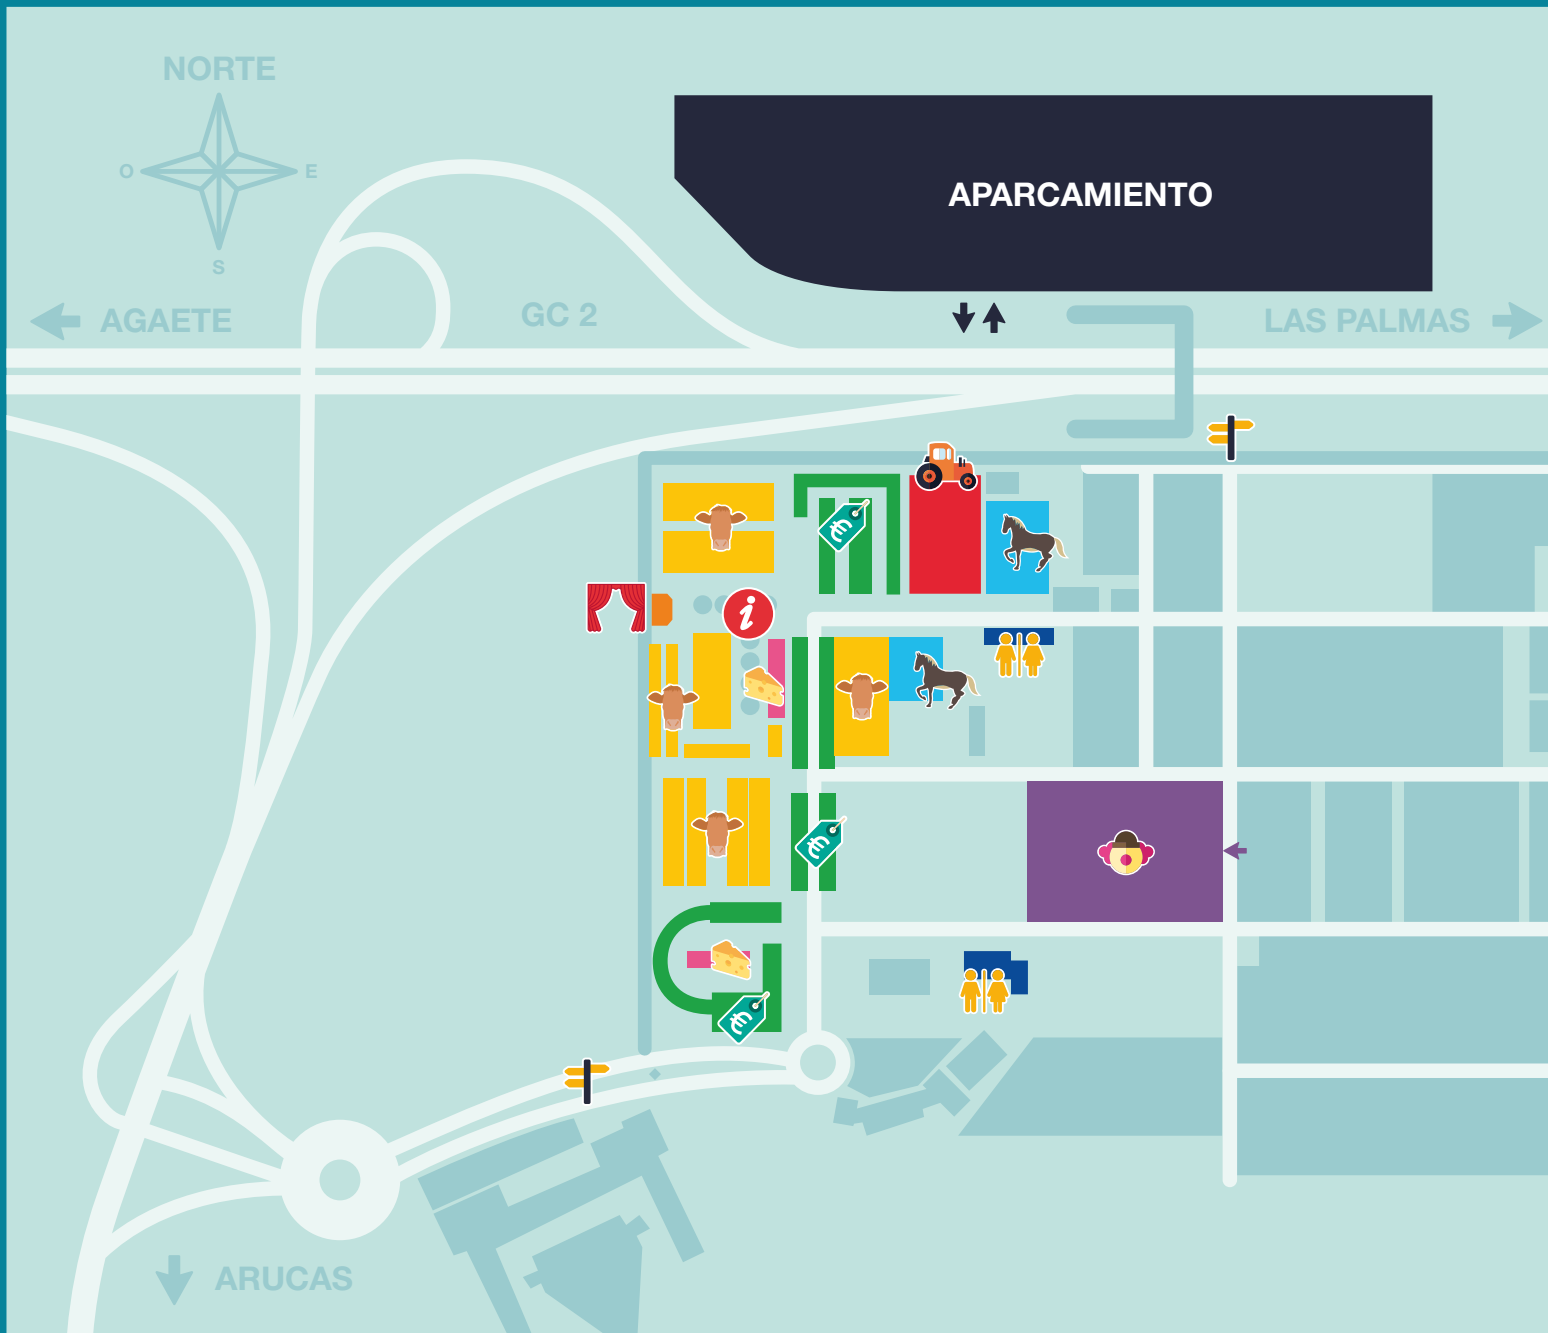 NORTE
O
E
S
APARCAMIENTO
AGAETE
GC 2
LAS PALMAS
€
i
€
€
ARUCAS